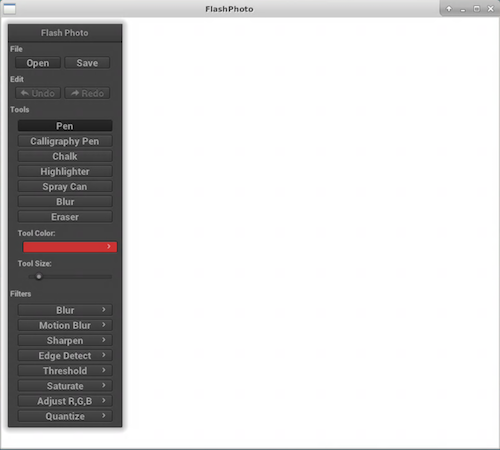 FlashPhoto
Flash Photo
File
Open Save
Edit
Undo Redo
Tools
Pen
Calligraphy Pen
Chalk
Highlighter
Spray Can
Blur
Eraser
Tool Color:
Tool Size:
Filters
Blur
Motion Blur
Sharpen
Edge Detect
Threshold
Saturate
Adjust R,G,B
Quantize